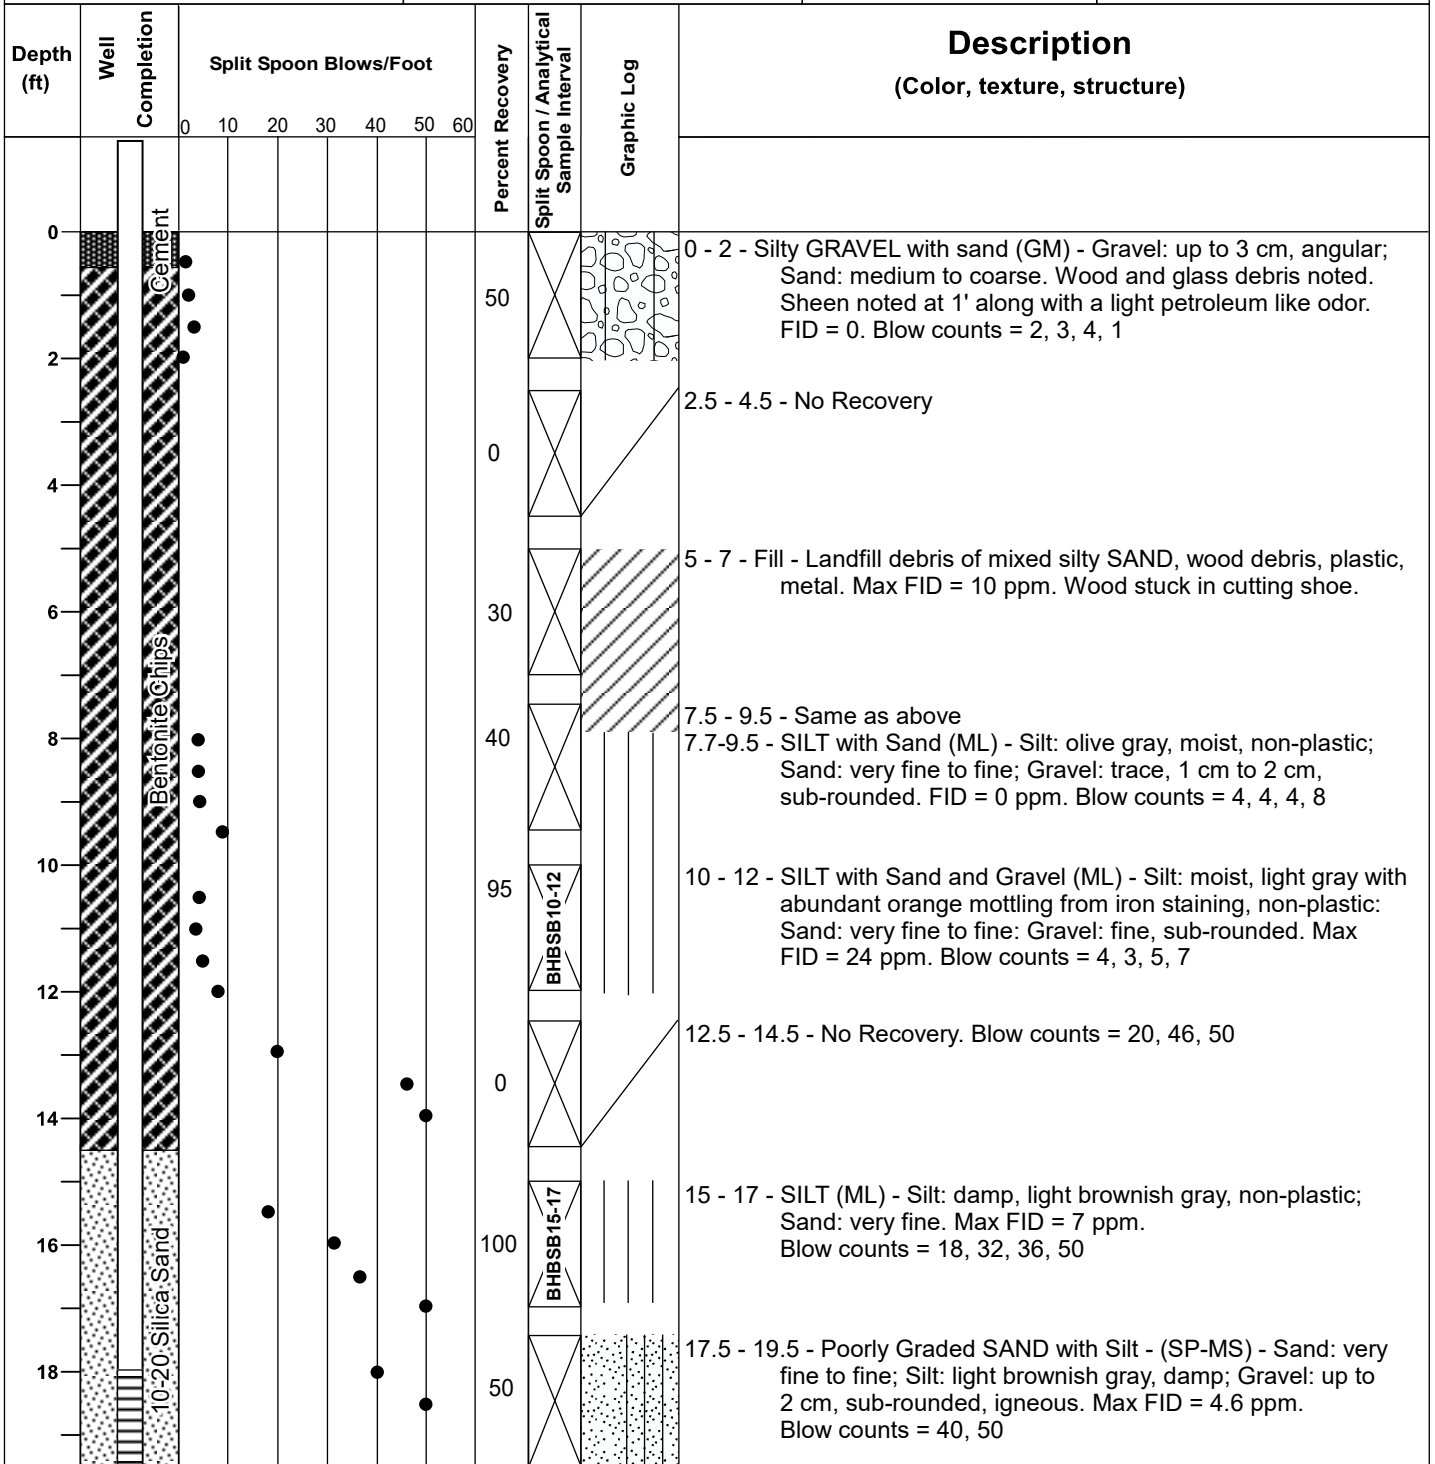 Depth
(ft)
Well
Completion
Split Spoon Blows/Foot
0 10 20 30 40 50 60
Percent Recovery
Split Spoon / Analytical
Sample Interval
Graphic Log
Description
(Color, texture, structure)
0
2
4
6
8
10
12
14
16
18
Cement
Bentonite Chips
10-20 Silica Sand
50
0
30
40
95
0
100
50
BHBSB10-12
BHBSB15-17
0 - 2 - Silty GRAVEL with sand (GM) - Gravel: up to 3 cm, angular;
Sand: medium to coarse. Wood and glass debris noted.
Sheen noted at 1' along with a light petroleum like odor.
FID = 0. Blow counts = 2, 3, 4, 1
2.5 - 4.5 - No Recovery
5 - 7 - Fill - Landfill debris of mixed silty SAND, wood debris, plastic,
metal. Max FID = 10 ppm. Wood stuck in cutting shoe.
7.5 - 9.5 - Same as above
7.7-9.5 - SILT with Sand (ML) - Silt: olive gray, moist, non-plastic;
Sand: very fine to fine; Gravel: trace, 1 cm to 2 cm,
sub-rounded. FID = 0 ppm. Blow counts = 4, 4, 4, 8
10 - 12 - SILT with Sand and Gravel (ML) - Silt: moist, light gray with
abundant orange mottling from iron staining, non-plastic:
Sand: very fine to fine: Gravel: fine, sub-rounded. Max
FID = 24 ppm. Blow counts = 4, 3, 5, 7
12.5 - 14.5 - No Recovery. Blow counts = 20, 46, 50
15 - 17 - SILT (ML) - Silt: damp, light brownish gray, non-plastic;
Sand: very fine. Max FID = 7 ppm.
Blow counts = 18, 32, 36, 50
17.5 - 19.5 - Poorly Graded SAND with Silt - (SP-MS) - Sand: very
fine to fine; Silt: light brownish gray, damp; Gravel: up to
2 cm, sub-rounded, igneous. Max FID = 4.6 ppm.
Blow counts = 40, 50